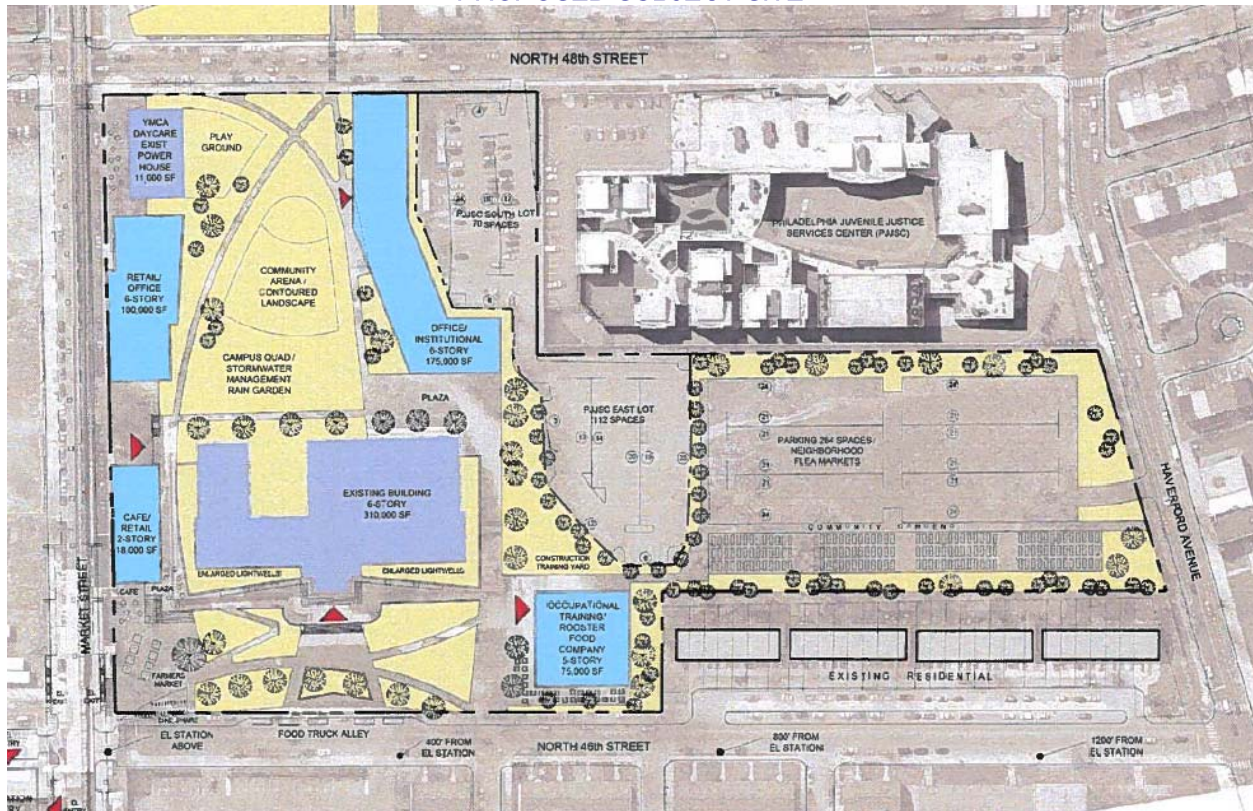 NORTH 48th STREET
YMCA
DAYCARE
EXIST
POWER
HOUSE
11,000 SF
PLAY
GROUND
PJJSC SOUTH LOT
70 SPACES
PHILADELPHIA JUVENILE JUSTICE
SERVICES CENTER (PJJSC)
RETAIL/
OFFICE
6-STORY
100,000 SF
COMMUNITY
ARENA /
CONTOURED
LANDSCAPE
OFFICE/
INSTITUTIONAL
6-STORY
175,000 SF
CAMPUS QUAD /
STORMWATER
MANAGEMENT
RAIN GARDEN
PLAZA
PJJSC EAST LOT
112 SPACES
PARKING 264 SPACES/
NEIGHBORHOOD
FLEA MARKETS
HAVERFORD AVENUE
EXISTING BUILDING
6-STORY
310,000 SF
CAFE/
RETAIL
2-STORY
18,000 SF
COMMUNITY GARDENS
ENLARGED LIGHTWELLS
ENLARGED LIGHTWELLS
CONSTRUCTION
TRAINING YARD
MARKET STREET
CAFE
PLAZA
OCCUPATIONAL
TRAINING/
ROOSTER
FOOD
COMPANY
5-STORY
75,000 SF
FARMERS
MARKET
EXISTING RESIDENTIAL
EL STATION
ABOVE
FOOD TRUCK ALLEY
400' FROM
EL STATION
NORTH 46th STREET
800' FROM
EL STATION
1200' FROM
EL STATION